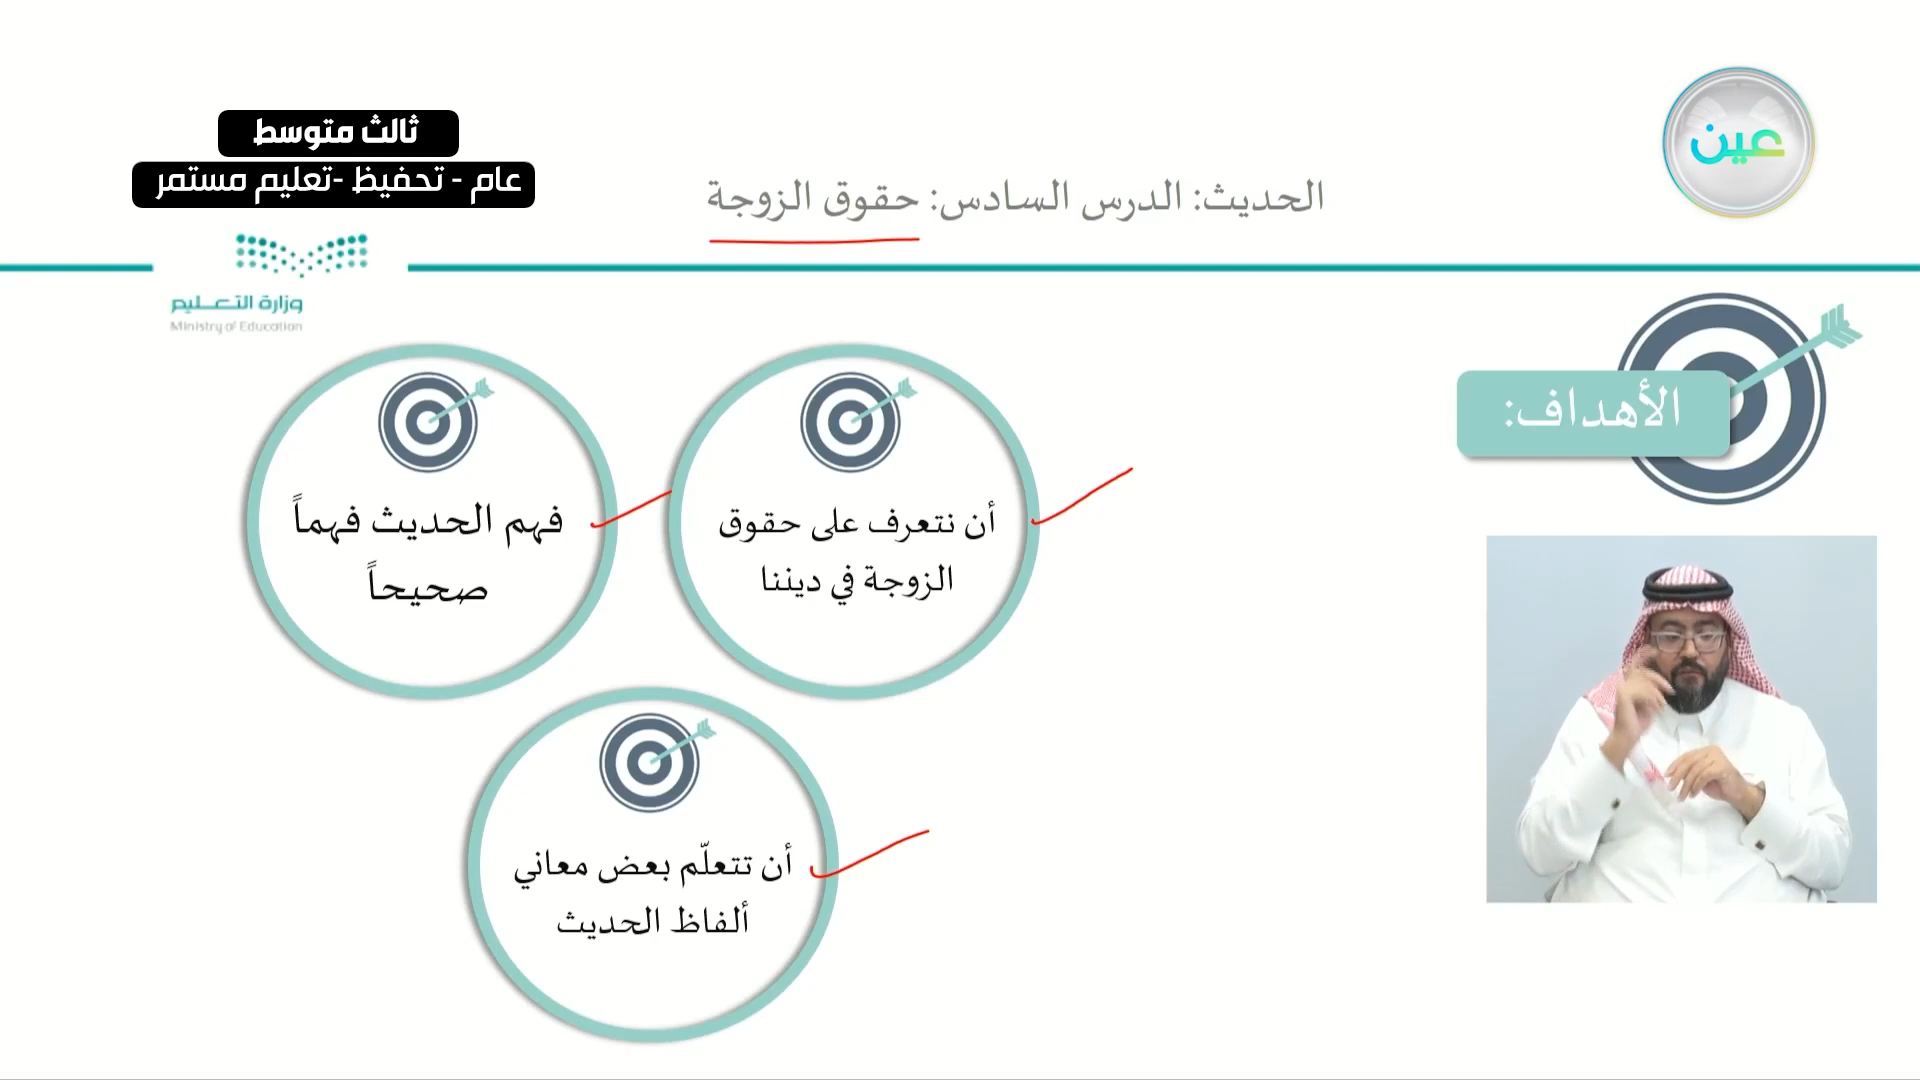 عين
ثالث متوسط
عام - تحفيظ -تعليم مستمر
الحديث: الدرس السادس: حقوق الزوجة
وزارة التعليم
Ministry of Education
الأهداف:
أن نتعرف على حقوق
الزوجة في ديننا
فهم الحديث فهماً
صحيحاً
أن تتعلّم بعض معاني
ألفاظ الحديث